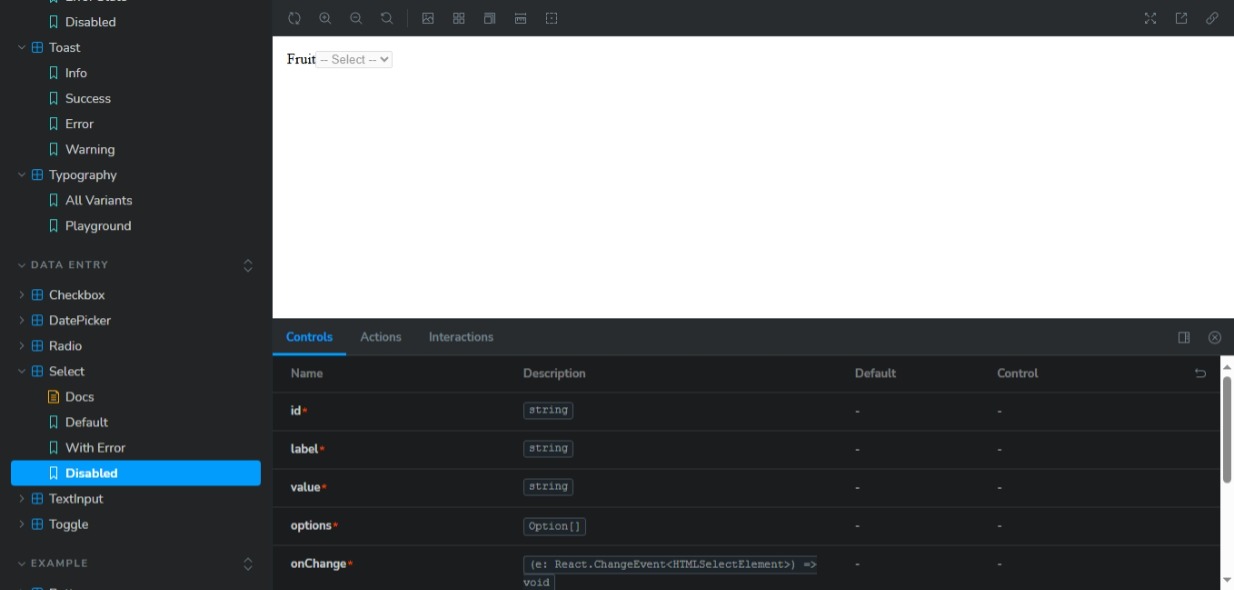 Disabled
Toast
Info
Success
Error
Warning
Typography
All Variants
Playground
DATA ENTRY
Checkbox
DatePicker
Radio
Select
Docs
Default
With Error
Disabled
TextInput
Toggle
EXAMPLE
Fruit -- Select --
Controls Actions Interactions
Name Description Default Control
id* string - -
label* string - -
value* string - -
options* Option[] - -
onChange* (e: React.ChangeEvent<HTMLSelectElement>) => - -
void